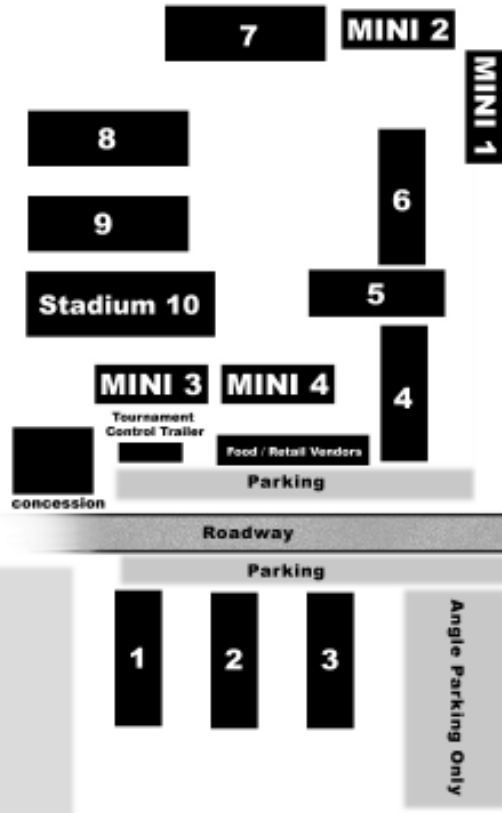 7
MINI 2
MINI 1
8
6
9
5
Stadium 10
MINI 3
MINI 4
4
Tournament
Control Trailer
Food / Retail Vendors
Parking
concession
Roadway
Parking
1
2
3
Angle Parking Only